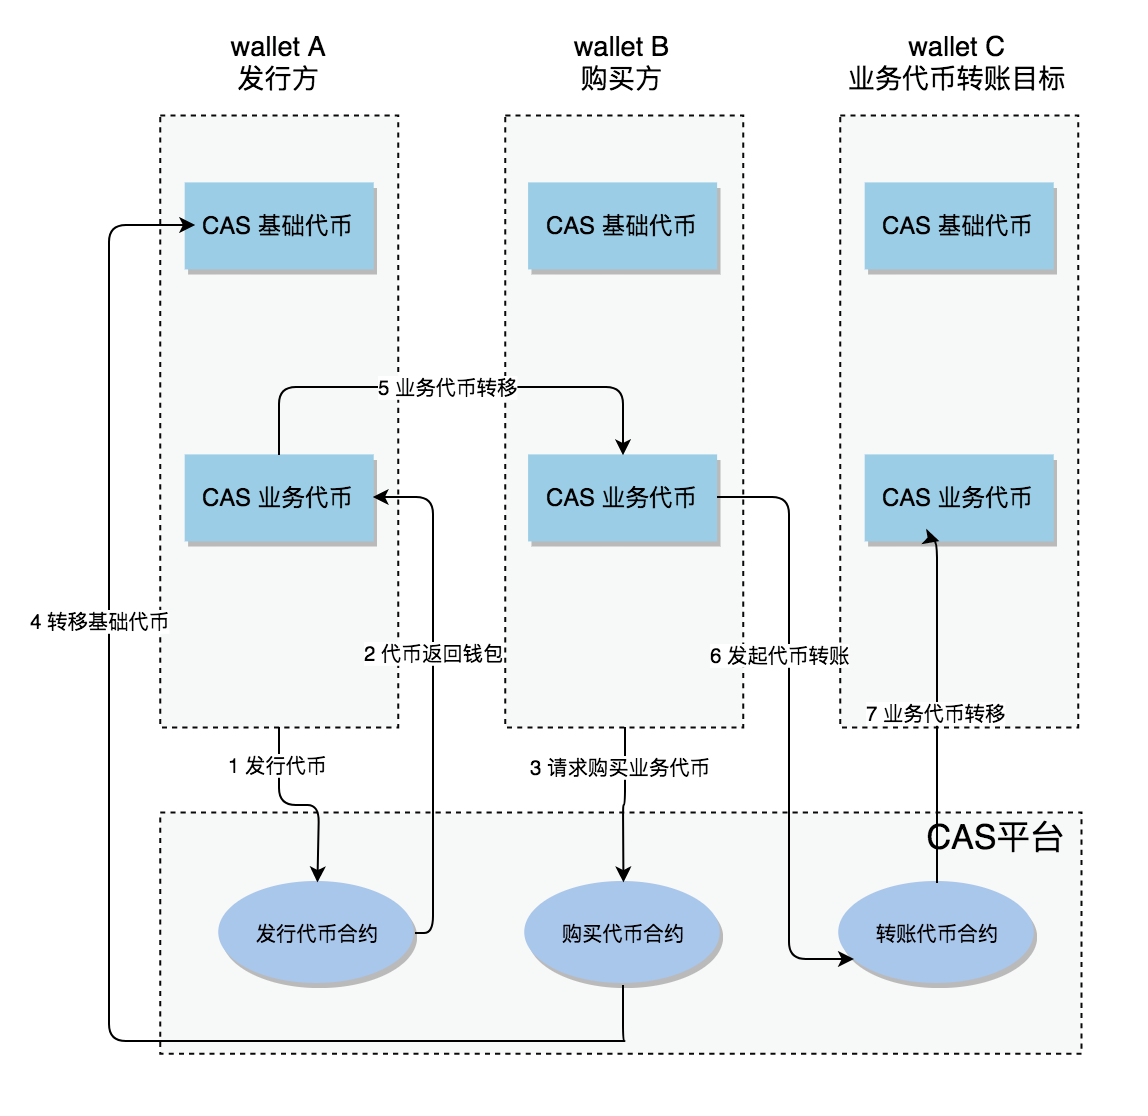 wallet A
发行方
wallet B
购买方
wallet C
业务代币转账目标
CAS 基础代币
CAS 基础代币
CAS 基础代币
5 业务代币转移
CAS 业务代币
CAS 业务代币
CAS 业务代币
4 转移基础代币
2 代币返回钱包
6 发起代币转账
7 业务代币转移
1 发行代币
3 请求购买业务代币
CAS平台
发行代币合约
购买代币合约
转账代币合约